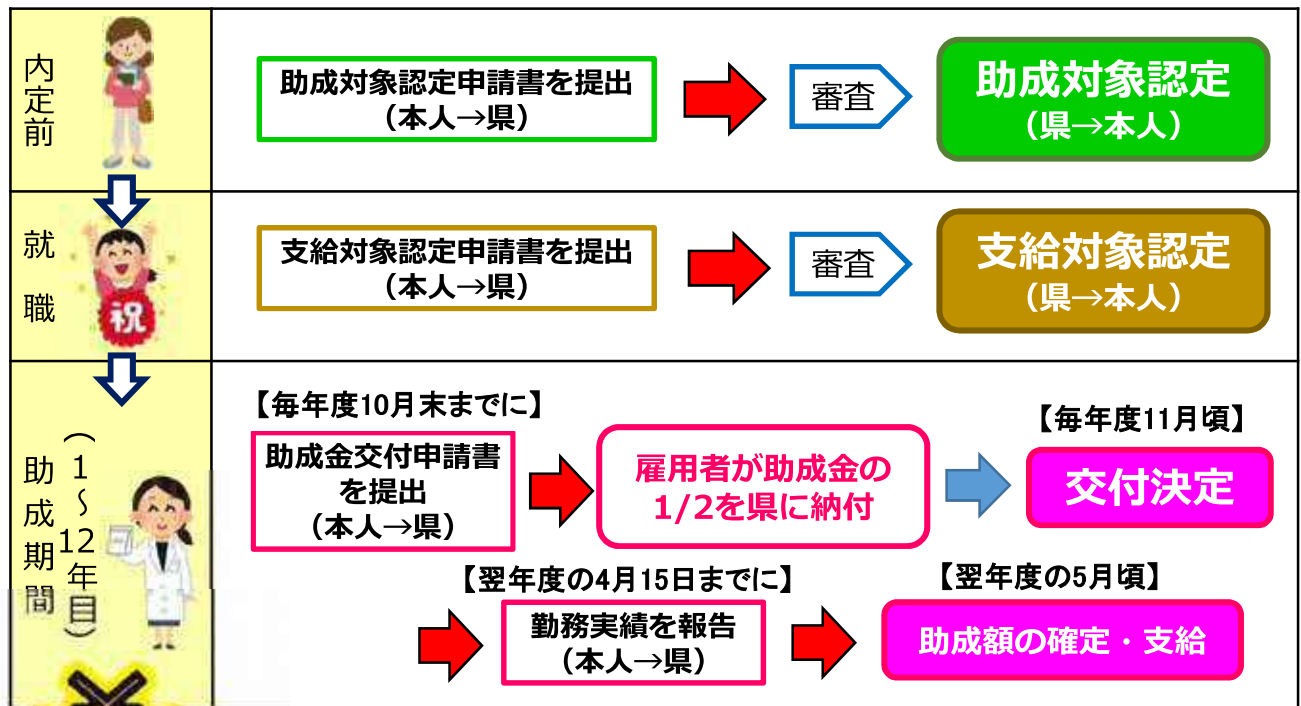 内定前
助成対象認定申請書を提出
（本人→県）
審査
助成対象認定
（県→本人）
就職
祝
支給対象認定申請書を提出
（本人→県）
審査
支給対象認定
（県→本人）
助成期間
（1～12年目）
【毎年度10月末までに】
助成金交付申請書
を提出
（本人→県）
雇用者が助成金の
1/2を県に納付
【毎年度11月頃】
交付決定
【翌年度の4月15日までに】
勤務実績を報告
（本人→県）
【翌年度の5月頃】
助成額の確定・支給